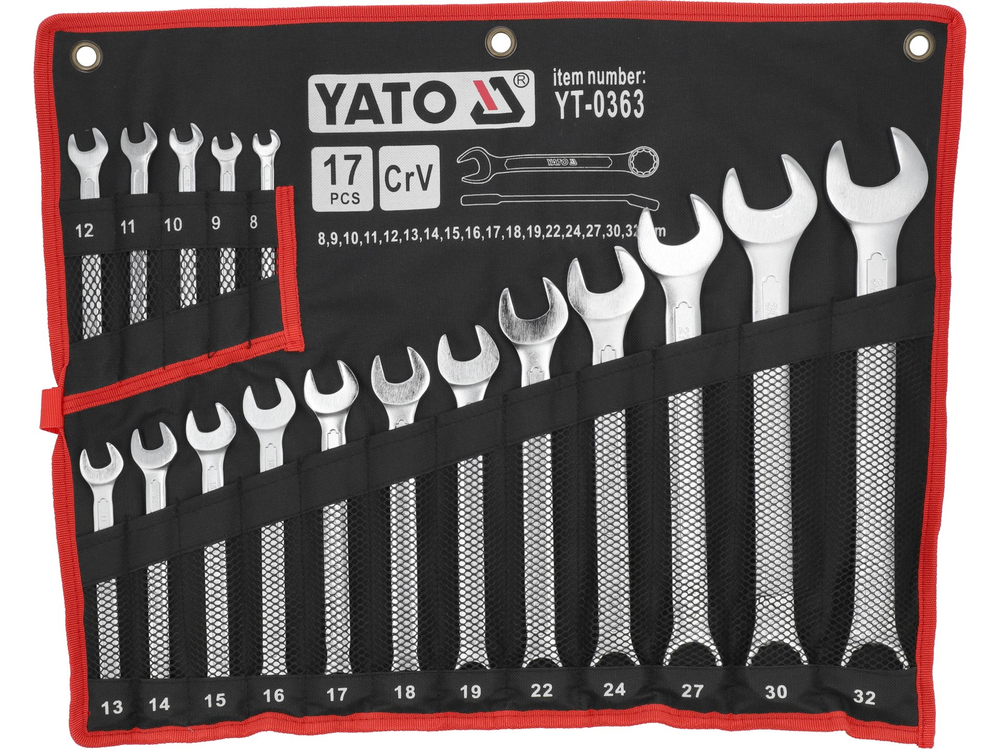 YATO ®
item number:
YT-0363
17
PCS
CrV
YATO
8,9,10,11,12,13,14,15,16,17,18,19,22,24,27,30,32
12 11 10 9 8
13 14 15 16 17 18 19 22 24 27 30 32